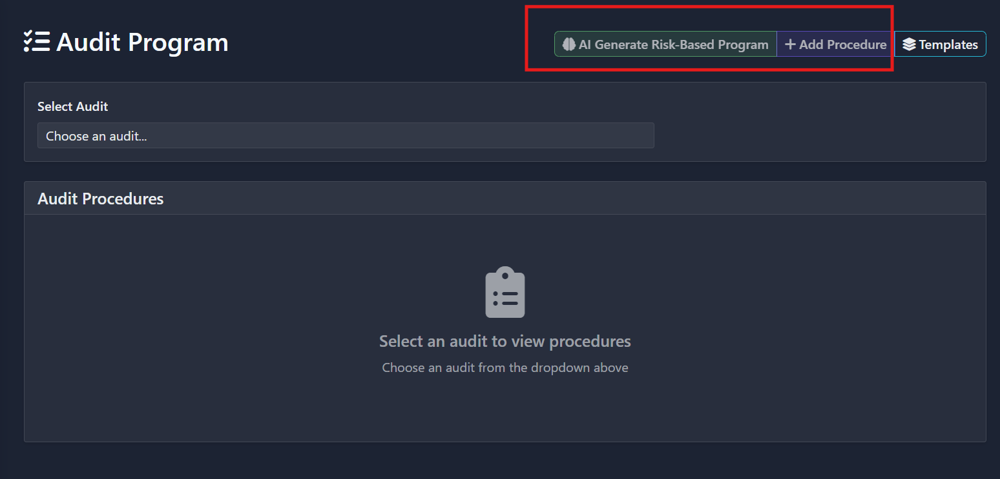 Audit Program
AI Generate Risk-Based Program
Add Procedure
Templates
Select Audit
Choose an audit...
Audit Procedures
Select an audit to view procedures
Choose an audit from the dropdown above